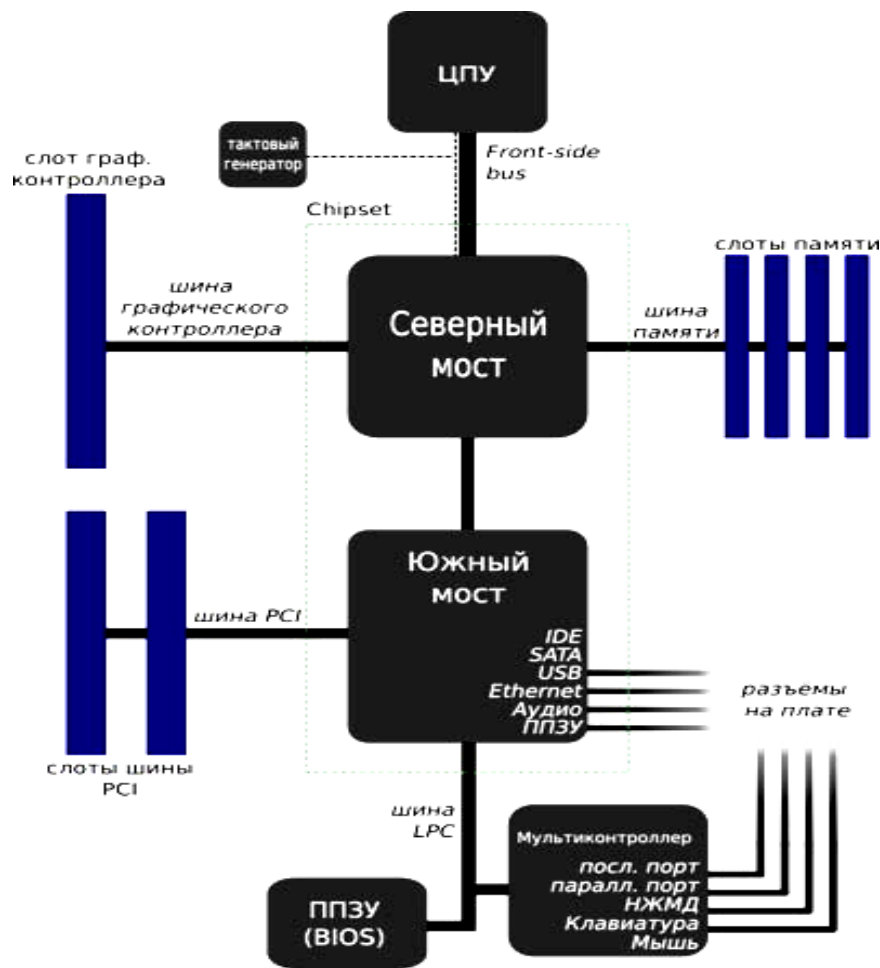 ЦПУ
тактовый
генератор
Front-side
bus
слот граф.
контроллера
Chipset
слоты памяти
шина
графического
контроллера
Северный
мост
шина
памяти
Южный
мост
шина PCI
IDE
SATA
USB
Ethernet
Аудио
ППЗУ
разъемы
на плате
слоты шины
PCI
шина
LPC
Мультиконтроллер
посл. порт
паралл. порт
НЖМД
Клавиатура
Мышь
ППЗУ
(BIOS)